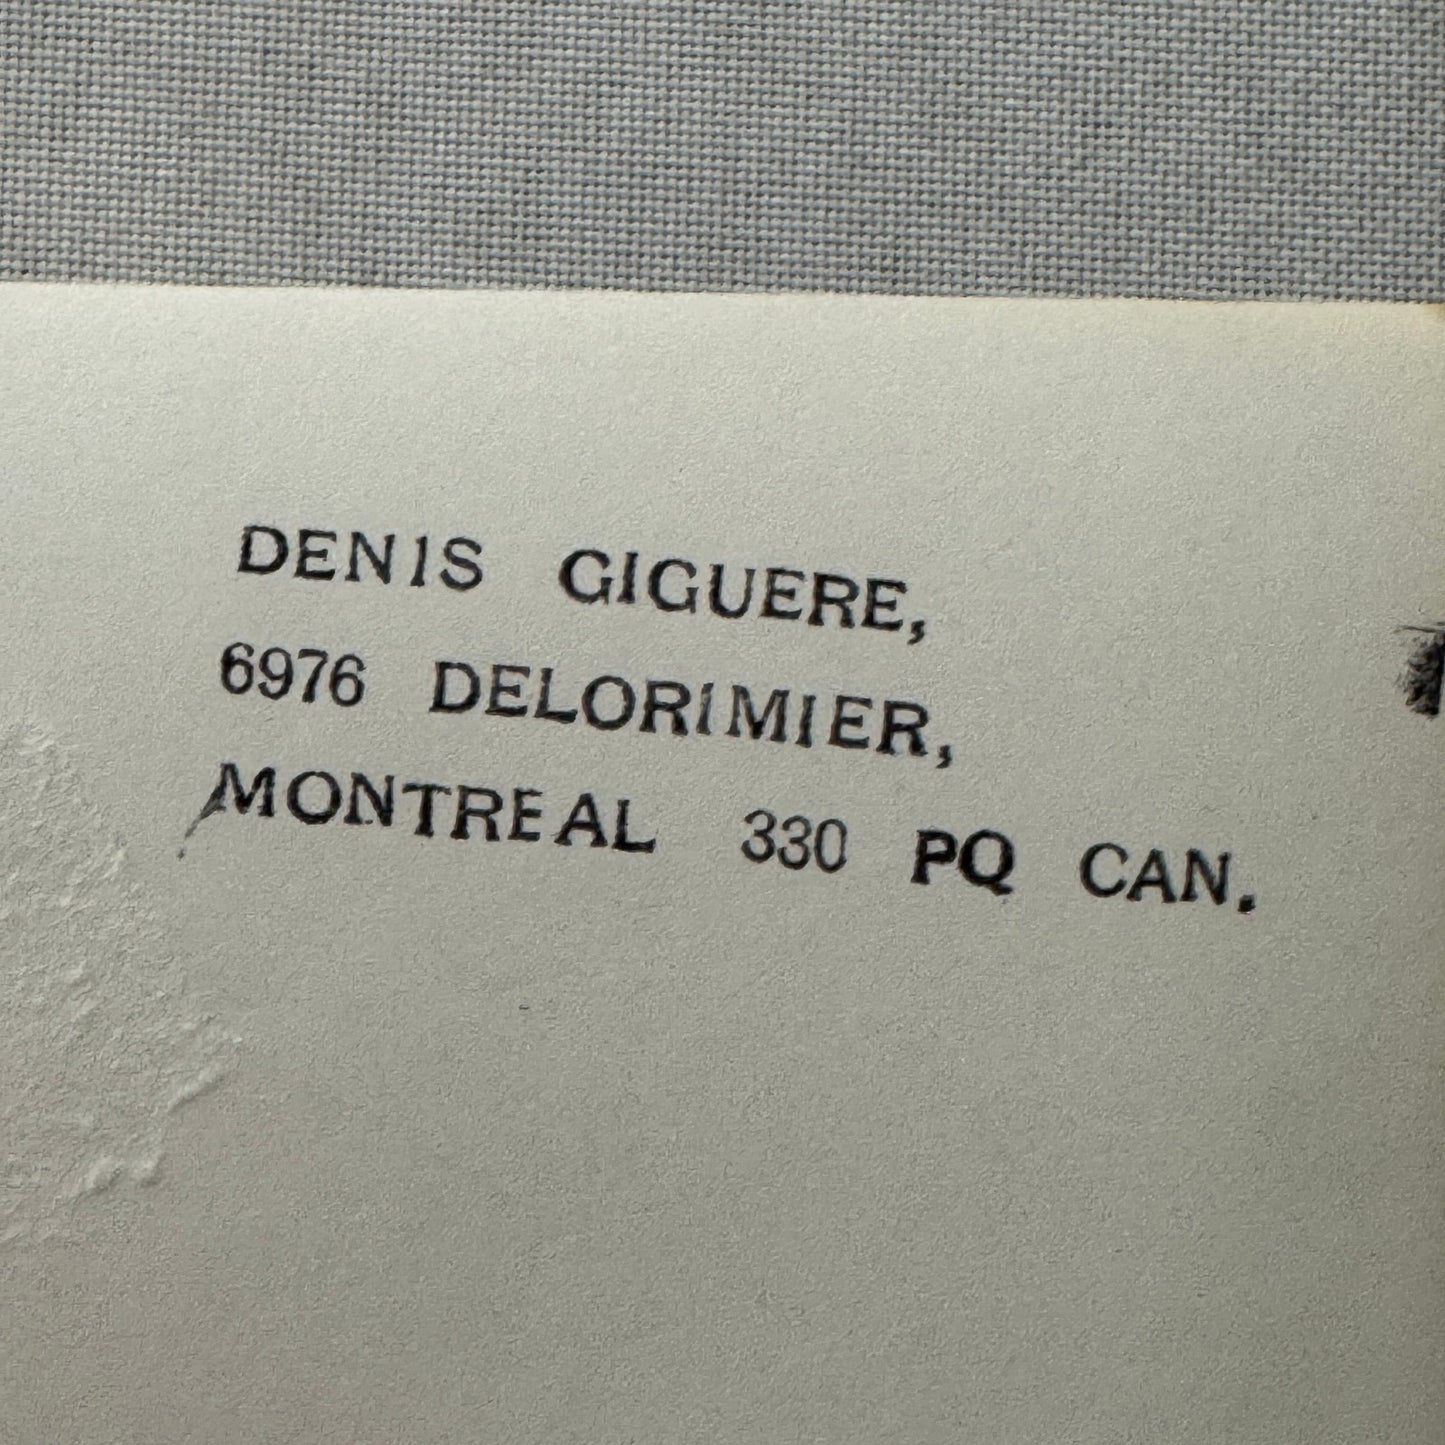 DENIS GIGUERE,
6976 DELORIMIER,
MONTREAL 330 PQ CAN.